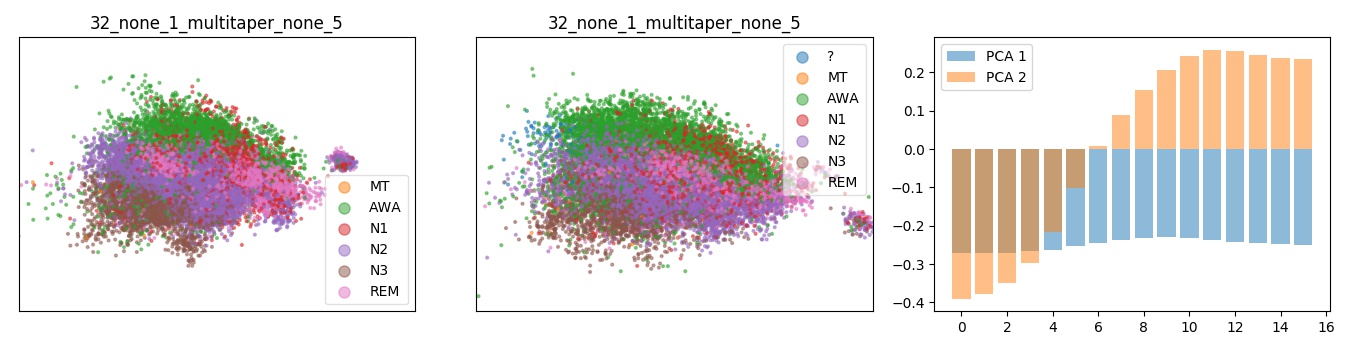 32_none_1_multitaper_none_5
MT
AWA
N1
N2
N3
REM
32_none_1_multitaper_none_5
?
MT
AWA
N1
N2
N3
REM
PCA 1
PCA 2
0.2
0.1
0.0
−0.1
−0.2
−0.3
−0.4
0 2 4 6 8 10 12 14 16